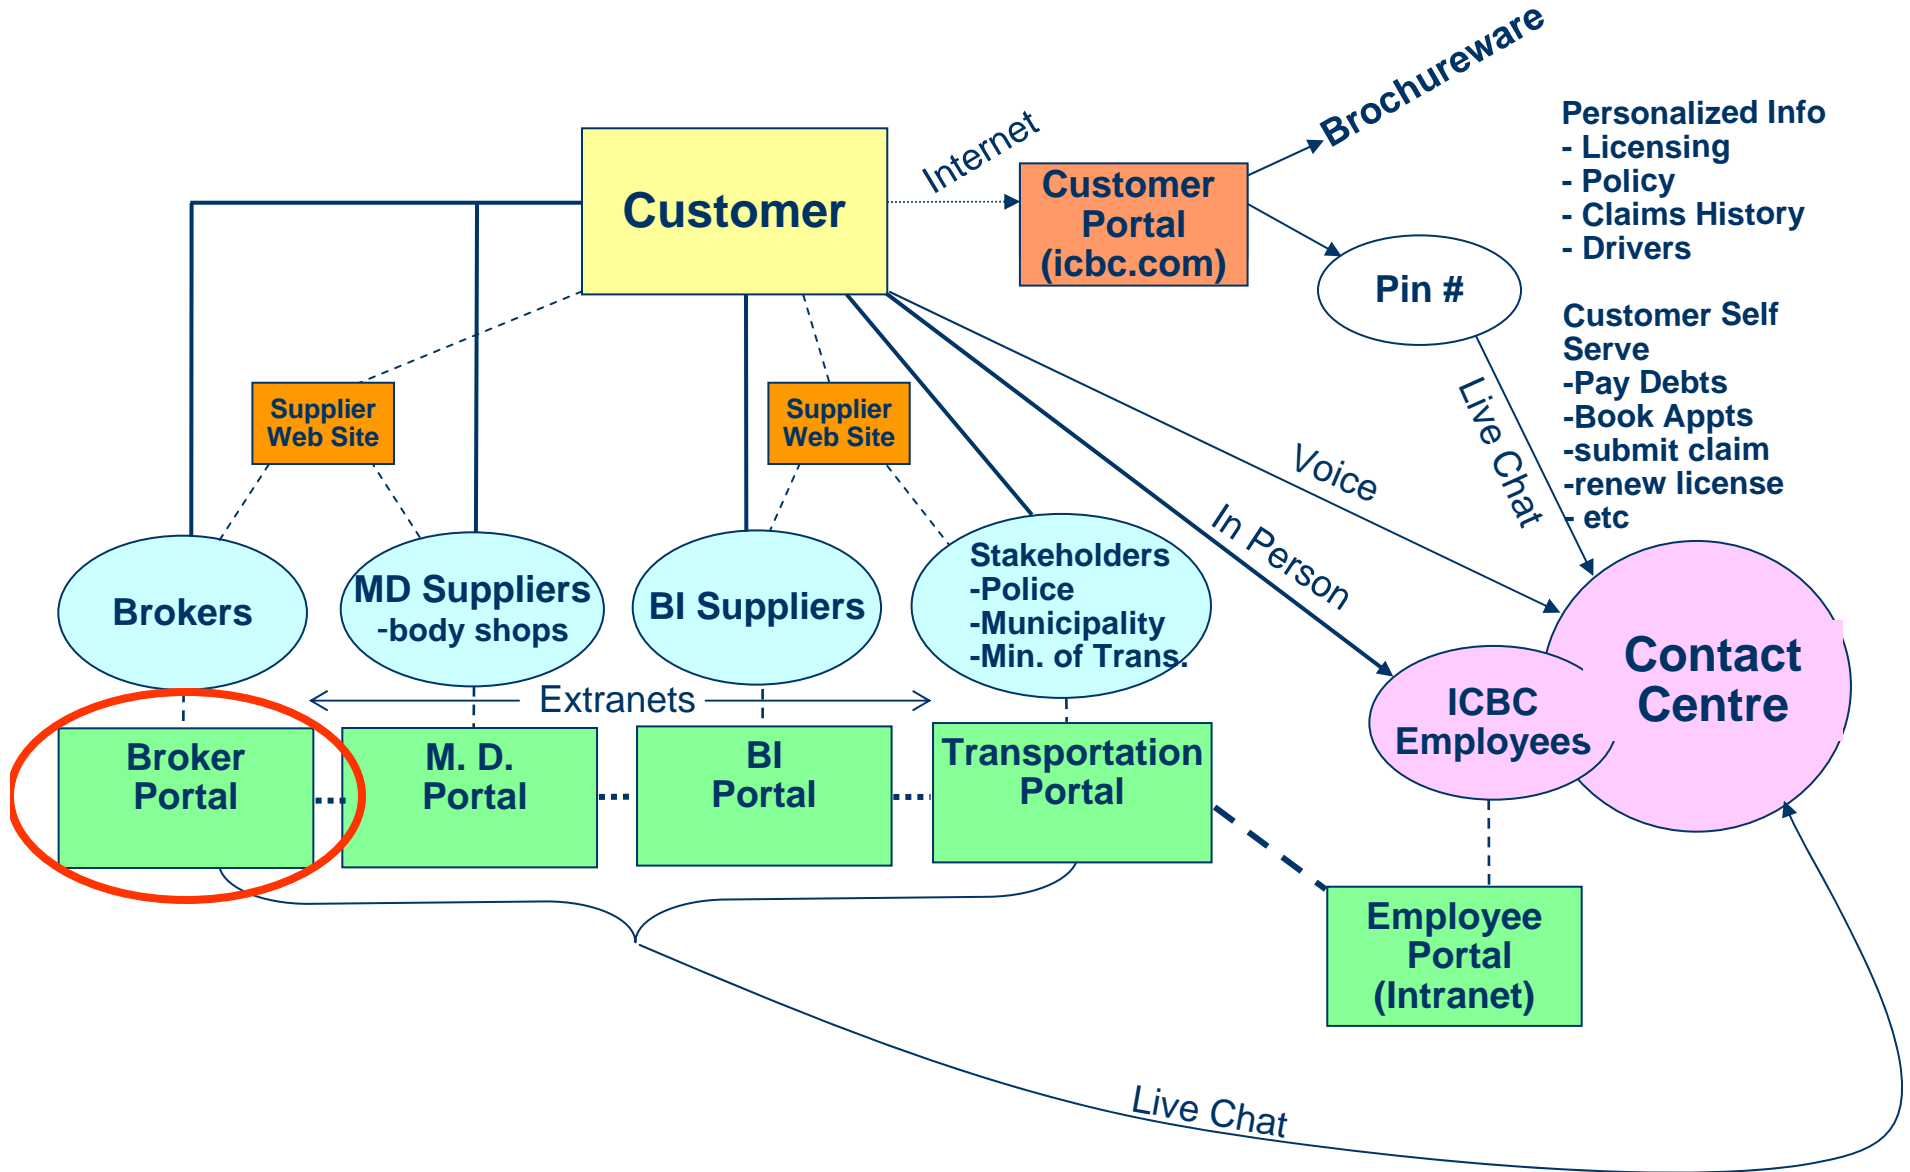 Brochureware
Internet
Customer
Customer
Portal
(icbc.com)
Personalized Info
- Licensing
- Policy
- Claims History
- Drivers
Pin #
Customer Self
Serve
-Pay Debts
-Book Appts
-submit claim
-renew license
- etc
Supplier
Web Site
Supplier
Web Site
Live Chat
Voice
In Person
Brokers
MD Suppliers
-body shops
BI Suppliers
Stakeholders
-Police
-Municipality
-Min. of Trans.
Contact
Centre
ICBC
Employees
Extranets
Broker
Portal
M. D.
Portal
BI
Portal
Transportation
Portal
Employee
Portal
(Intranet)
Live Chat